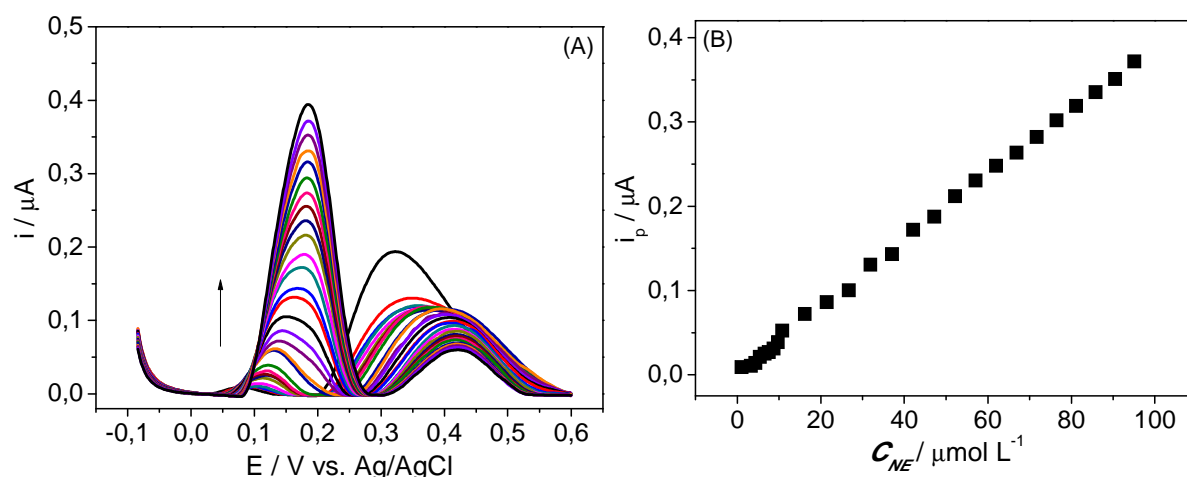 (A)
0,5
0,4
0,3
0,2
0,1
0,0
i / μA
-0,1 0,0 0,1 0,2 0,3 0,4 0,5 0,6
E / V vs. Ag/AgCl
(B)
0,4
0,3
0,2
0,1
0,0
i_p / μA
0 20 40 60 80 100
C_NE / μmol L⁻¹